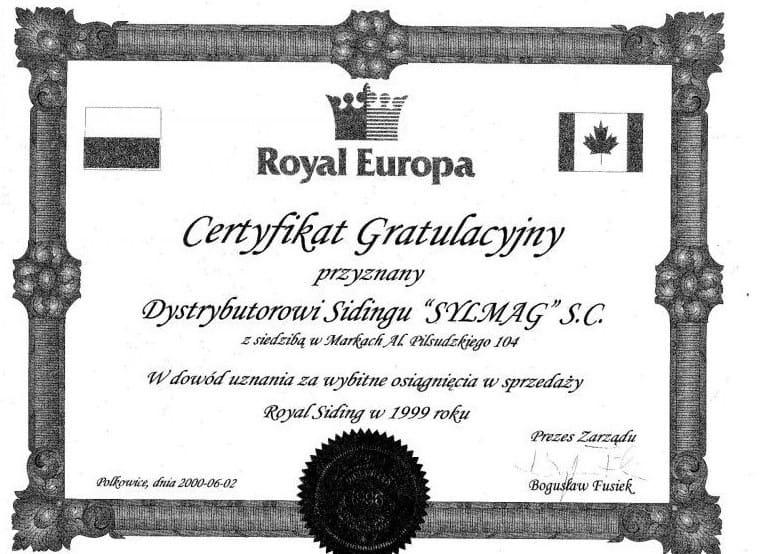 Royal Europa
Certyfikat Gratulacyjny
przyznany
Dystrybutorowi Sidingu "SYLMAG" S.C.
z siedzibą w Markach Al. Piłsudzkiego 104
W dowód uznania za wybitne osiągnięcia w sprzedaży
Royal Siding w 1999 roku
Prezes Zarządu
Polkowice, dnia 2000-06-02
Bogusław Fusiek